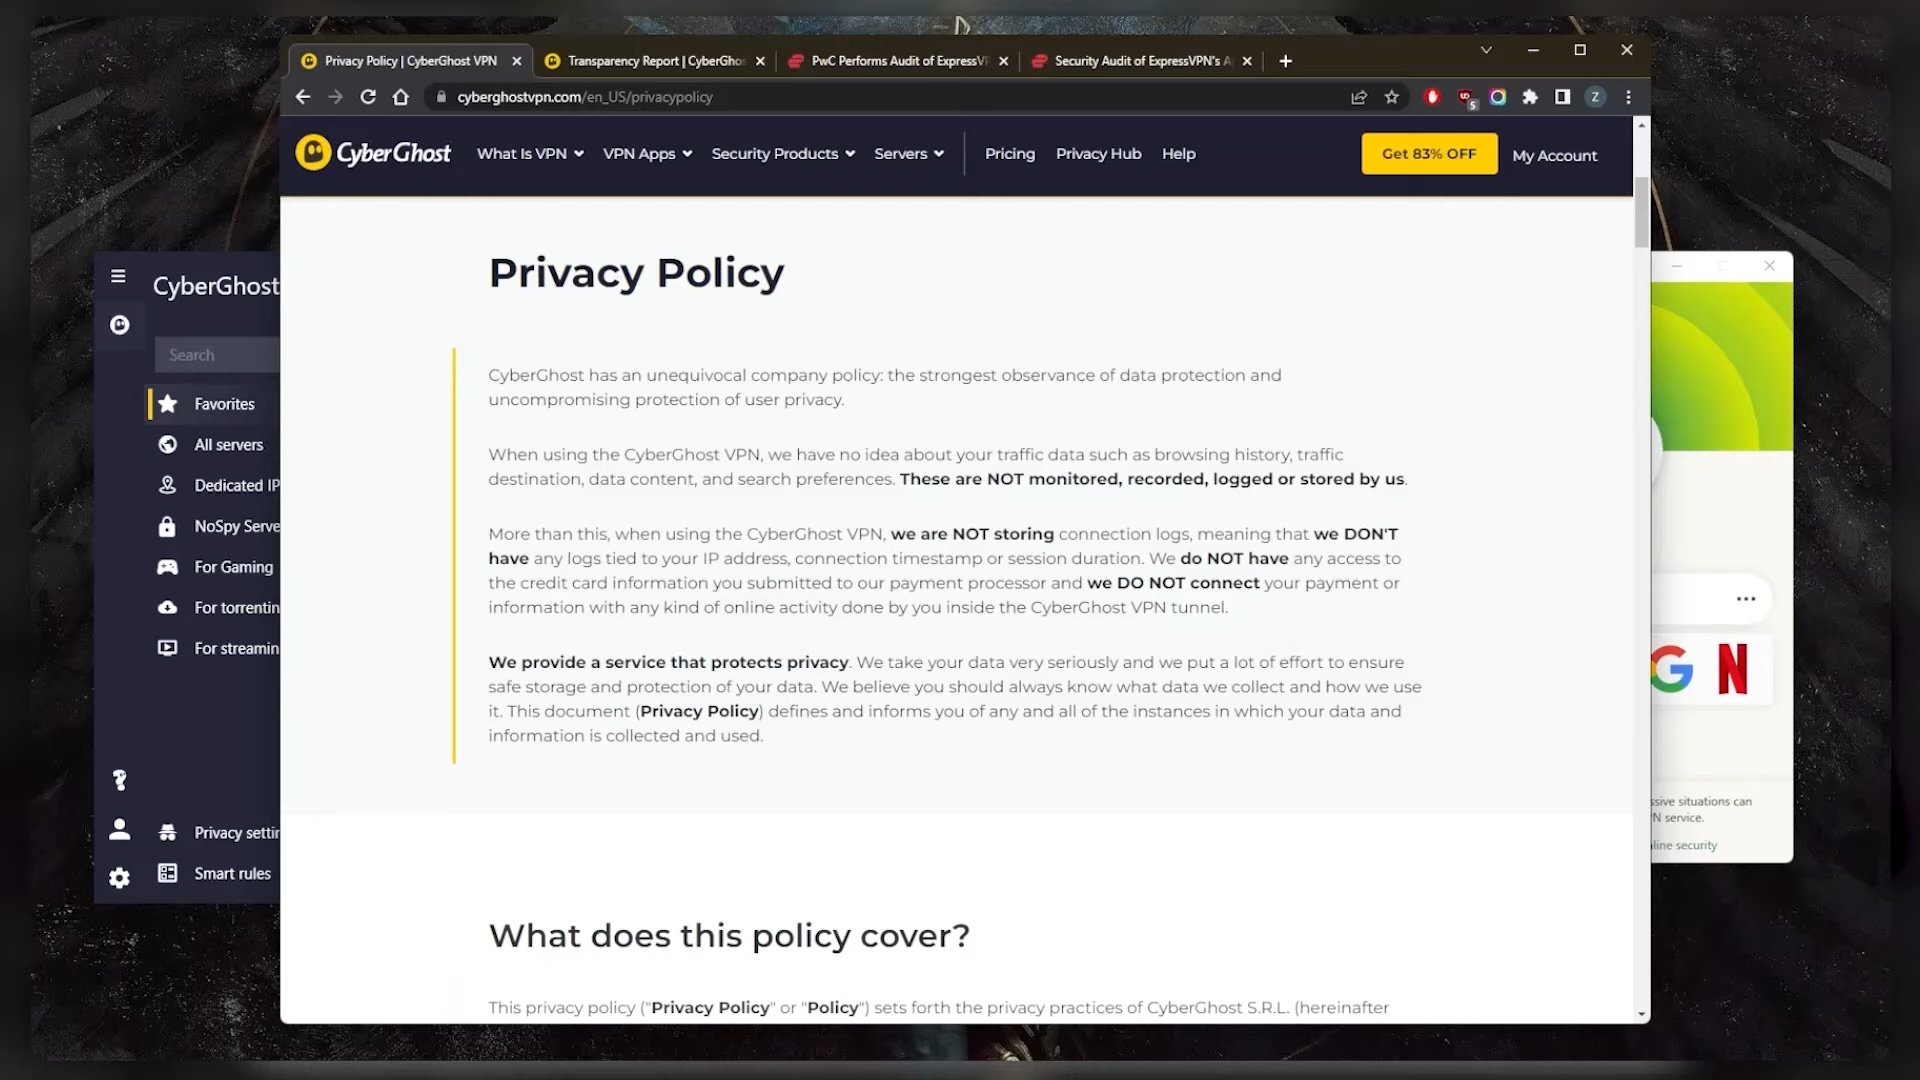 Privacy Policy | CyberGhost VPN
Transparency Report | CyberGhos
PwC Performs Audit of ExpressVP
Security Audit of ExpressVPN's A
cyberghostvpn.com/en_US/privacypolicy
5
Z
CyberGhost
What Is VPN
VPN Apps
Security Products
Servers
Pricing
Privacy Hub
Help
Get 83% OFF
My Account
Privacy Policy
CyberGhost has an unequivocal company policy: the strongest observance of data protection and
uncompromising protection of user privacy.
When using the CyberGhost VPN, we have no idea about your traffic data such as browsing history, traffic
destination, data content, and search preferences. These are NOT monitored, recorded, logged or stored by us.
More than this, when using the CyberGhost VPN, we are NOT storing connection logs, meaning that we DON'T
have any logs tied to your IP address, connection timestamp or session duration. We do NOT have any access to
the credit card information you submitted to our payment processor and we DO NOT connect your payment or
information with any kind of online activity done by you inside the CyberGhost VPN tunnel.
We provide a service that protects privacy. We take your data very seriously and we put a lot of effort to ensure
safe storage and protection of your data. We believe you should always know what data we collect and how we use
it. This document (Privacy Policy) defines and informs you of any and all of the instances in which your data and
information is collected and used.
What does this policy cover?
This privacy policy ("Privacy Policy" or "Policy") sets forth the privacy practices of CyberGhost S.R.L. (hereinafter
CyberGhost
Search
Favorites
All servers
Dedicated IP
NoSpy Serve
For Gaming
For torrentin
For streamin
Privacy settin
Smart rules
G
N
ssive situations can
N service.
line security